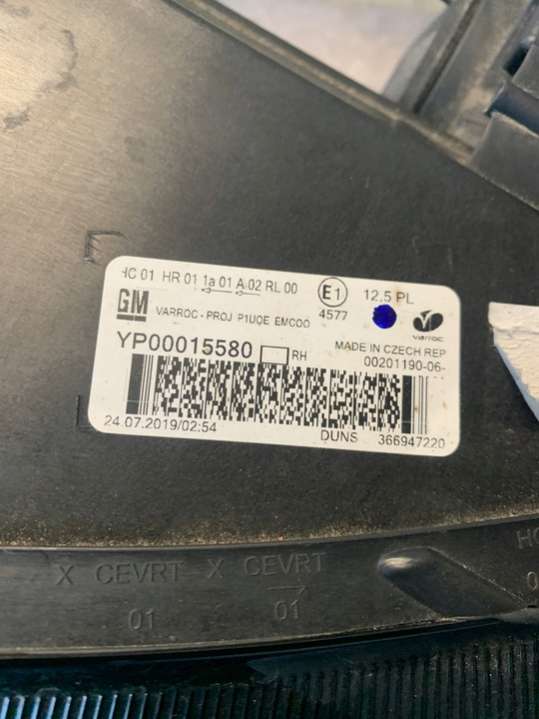 HC 01 HR 01 1a 01 A 02 RL 00
E1 12,5 PL
4577
GM
VARROC - PROJ P1UOE EMCOO
varroc
YP00015580 RH
MADE IN CZECH REP
00201190-06-
24.07.2019/02:54
DUNS 366947220
X CEVRT X CEVRT
01 01